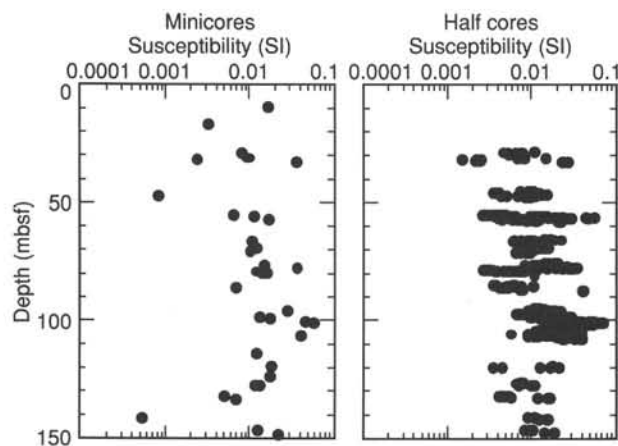 Minicores
Susceptibility (SI)
0.0001 0.001 0.01 0.1
Half cores
Susceptibility (SI)
0.0001 0.001 0.01 0.1
0
50
100
150
Depth (mbsf)